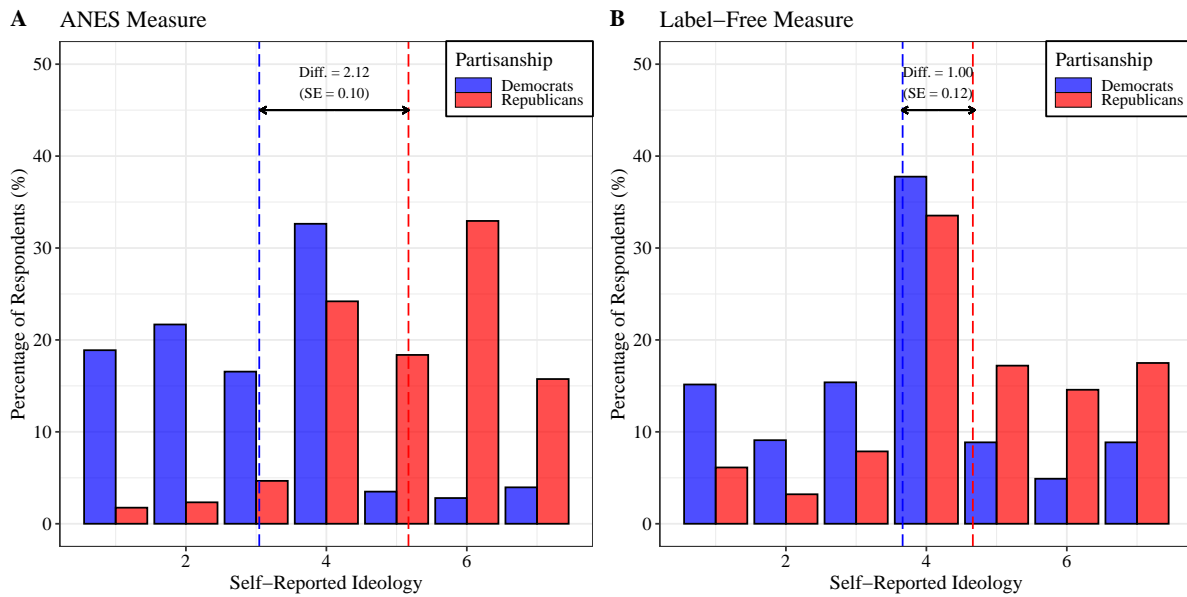 A ANES Measure
Percentage of Respondents (%)
50
40
30
20
10
0
Diff. = 2.12
(SE = 0.10)
Partisanship
Democrats
Republicans
2 4 6
Self−Reported Ideology
B Label−Free Measure
Percentage of Respondents (%)
50
40
30
20
10
0
Diff. = 1.00
(SE = 0.12)
Partisanship
Democrats
Republicans
2 4 6
Self−Reported Ideology